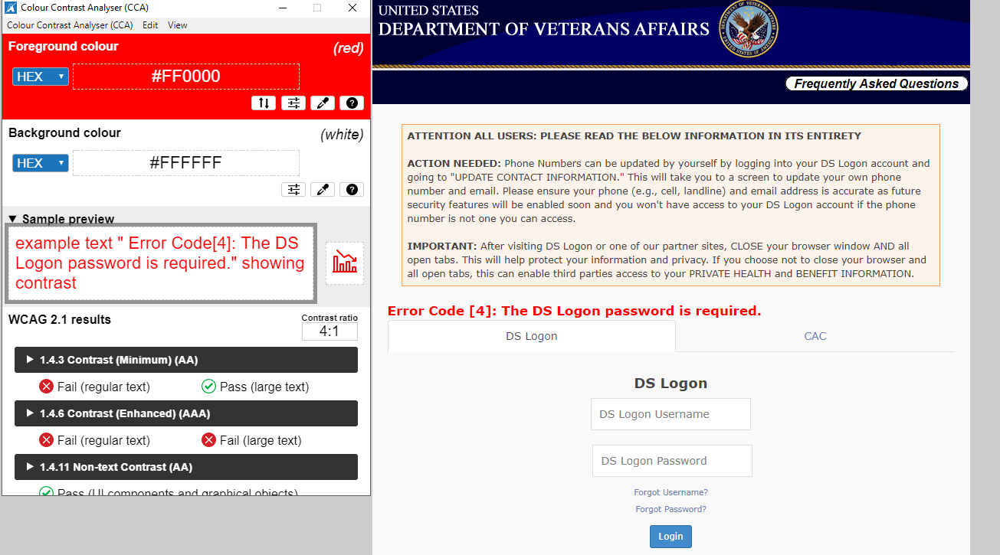 Colour Contrast Analyser (CCA)
Colour Contrast Analyser (CCA) Edit View
Foreground colour
(red)
HEX
#FF0000
Background colour
(white)
HEX
#FFFFFF
Sample preview
example text " Error Code[4]: The DS
Logon password is required." showing
contrast
WCAG 2.1 results
Contrast ratio
4:1
1.4.3 Contrast (Minimum) (AA)
Fail (regular text)
Pass (large text)
1.4.6 Contrast (Enhanced) (AAA)
Fail (regular text)
Fail (large text)
1.4.11 Non-text Contrast (AA)
Pass (UI components and graphical objects)
UNITED STATES
DEPARTMENT OF VETERANS AFFAIRS
Frequently Asked Questions
ATTENTION ALL USERS: PLEASE READ THE BELOW INFORMATION IN ITS ENTIRETY
ACTION NEEDED: Phone Numbers can be updated by yourself by logging into your DS Logon account and
going to "UPDATE CONTACT INFORMATION." This will take you to a screen to update your own phone
number and email. Please ensure your phone (e.g., cell, landline) and email address is accurate as future
security features will be enabled soon and you won't have access to your DS Logon account if the phone
number is not one you can access.
IMPORTANT: After visiting DS Logon or one of our partner sites, CLOSE your browser window AND all
open tabs. This will help protect your information and privacy. If you choose not to close your browser and
all open tabs, this can enable third parties access to your PRIVATE HEALTH and BENEFIT INFORMATION.
Error Code [4]: The DS Logon password is required.
DS Logon
CAC
DS Logon
DS Logon Username
DS Logon Password
Forgot Username?
Forgot Password?
Login